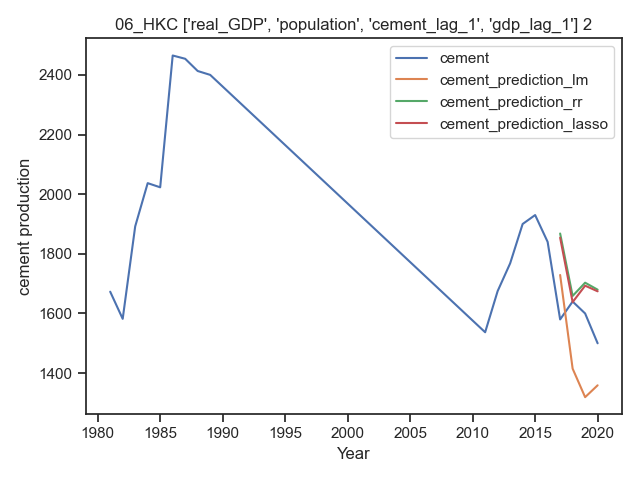 06_HKC ['real_GDP', 'population', 'cement_lag_1', 'gdp_lag_1'] 2
cement
cement_prediction_lm
cement_prediction_rr
cement_prediction_lasso
cement production
2400
2200
2000
1800
1600
1400
1980 1985 1990 1995 2000 2005 2010 2015 2020
Year